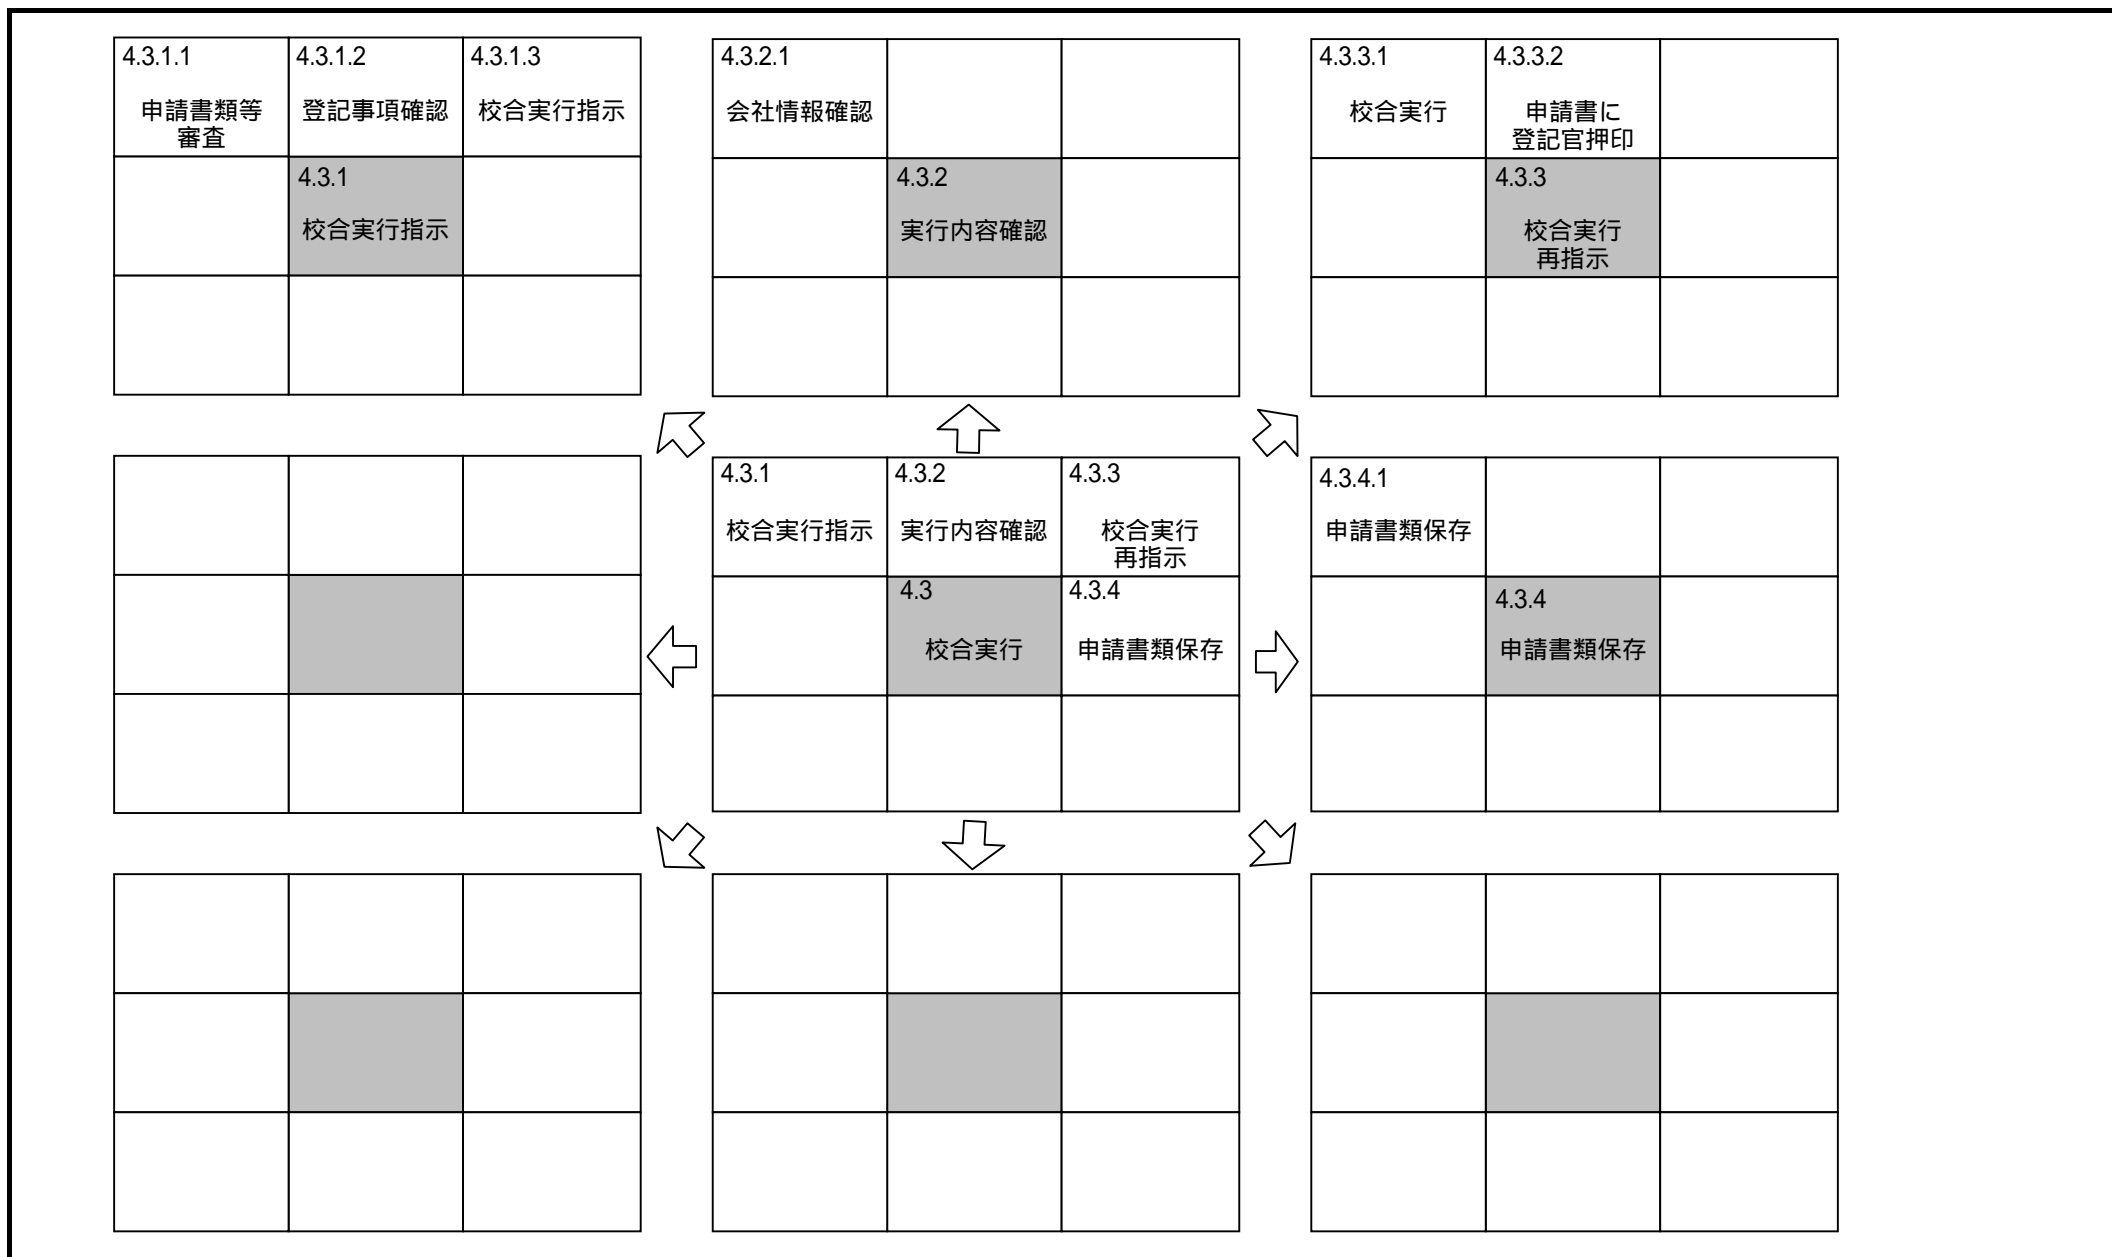 4.3.1.1
申請書類等
審査
4.3.1.2
登記事項確認
4.3.1.3
校合実行指示
4.3.1
校合実行指示
4.3.2.1
会社情報確認
4.3.2
実行内容確認
4.3.3.1
校合実行
4.3.3.2
申請書に
登記官押印
4.3.3
校合実行
再指示
4.3.1
校合実行指示
4.3.2
実行内容確認
4.3.3
校合実行
再指示
4.3
校合実行
4.3.4
申請書類保存
4.3.4.1
申請書類保存
4.3.4
申請書類保存